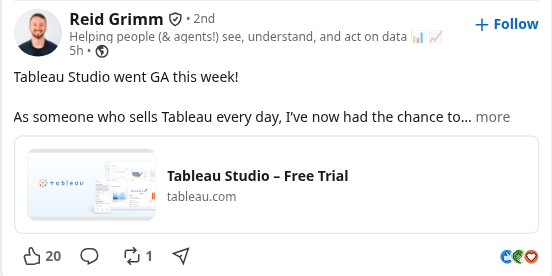 Reid Grimm • 2nd
+ Follow
Helping people (& agents!) see, understand, and act on data
5h •
Tableau Studio went GA this week!
As someone who sells Tableau every day, I’ve now had the chance to… more
+ableau
Tableau Studio – Free Trial
tableau.com
20
1